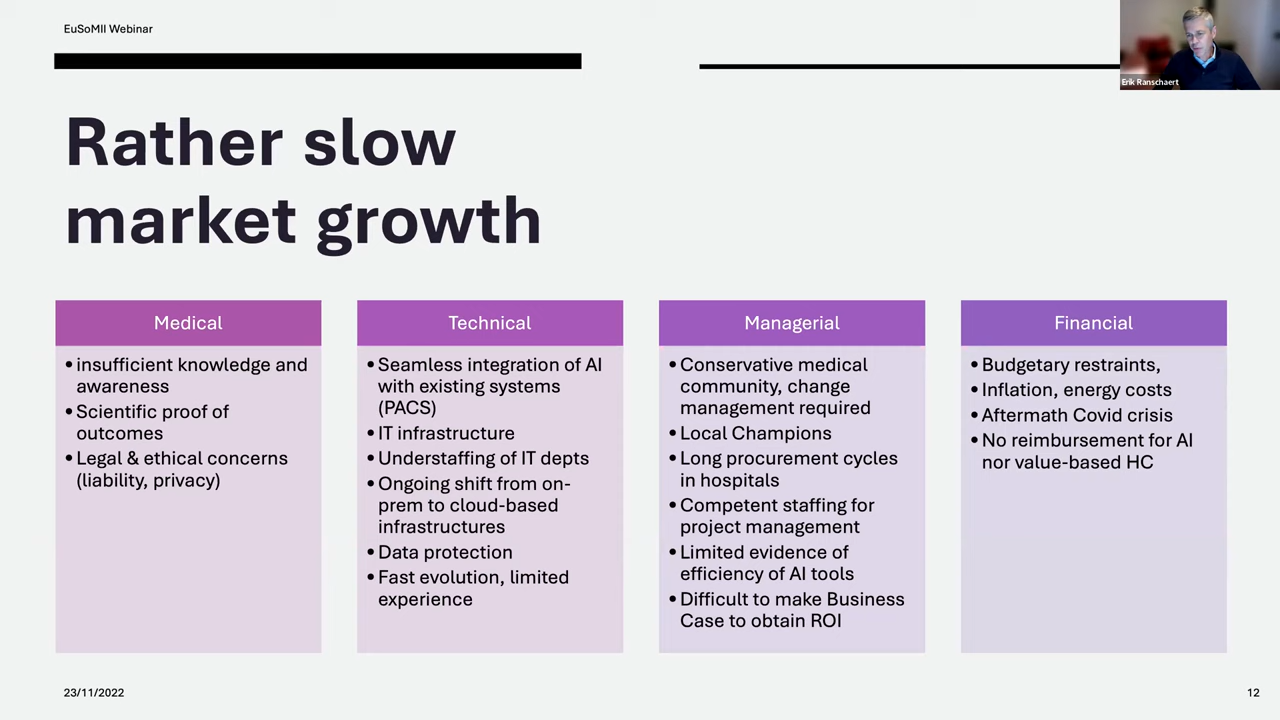 EuSoMII Webinar
Erik Ranschaert
Rather slow
market growth
Medical
• insufficient knowledge and
awareness
• Scientific proof of
outcomes
• Legal & ethical concerns
(liability, privacy)
Technical
• Seamless integration of AI
with existing systems
(PACS)
• IT infrastructure
• Understaffing of IT depts
• Ongoing shift from on-
prem to cloud-based
infrastructures
• Data protection
• Fast evolution, limited
experience
Managerial
• Conservative medical
community, change
management required
• Local Champions
• Long procurement cycles
in hospitals
• Competent staffing for
project management
• Limited evidence of
efficiency of AI tools
• Difficult to make Business
Case to obtain ROI
Financial
• Budgetary restraints,
• Inflation, energy costs
• Aftermath Covid crisis
• No reimbursement for AI
nor value-based HC
23/11/2022
12